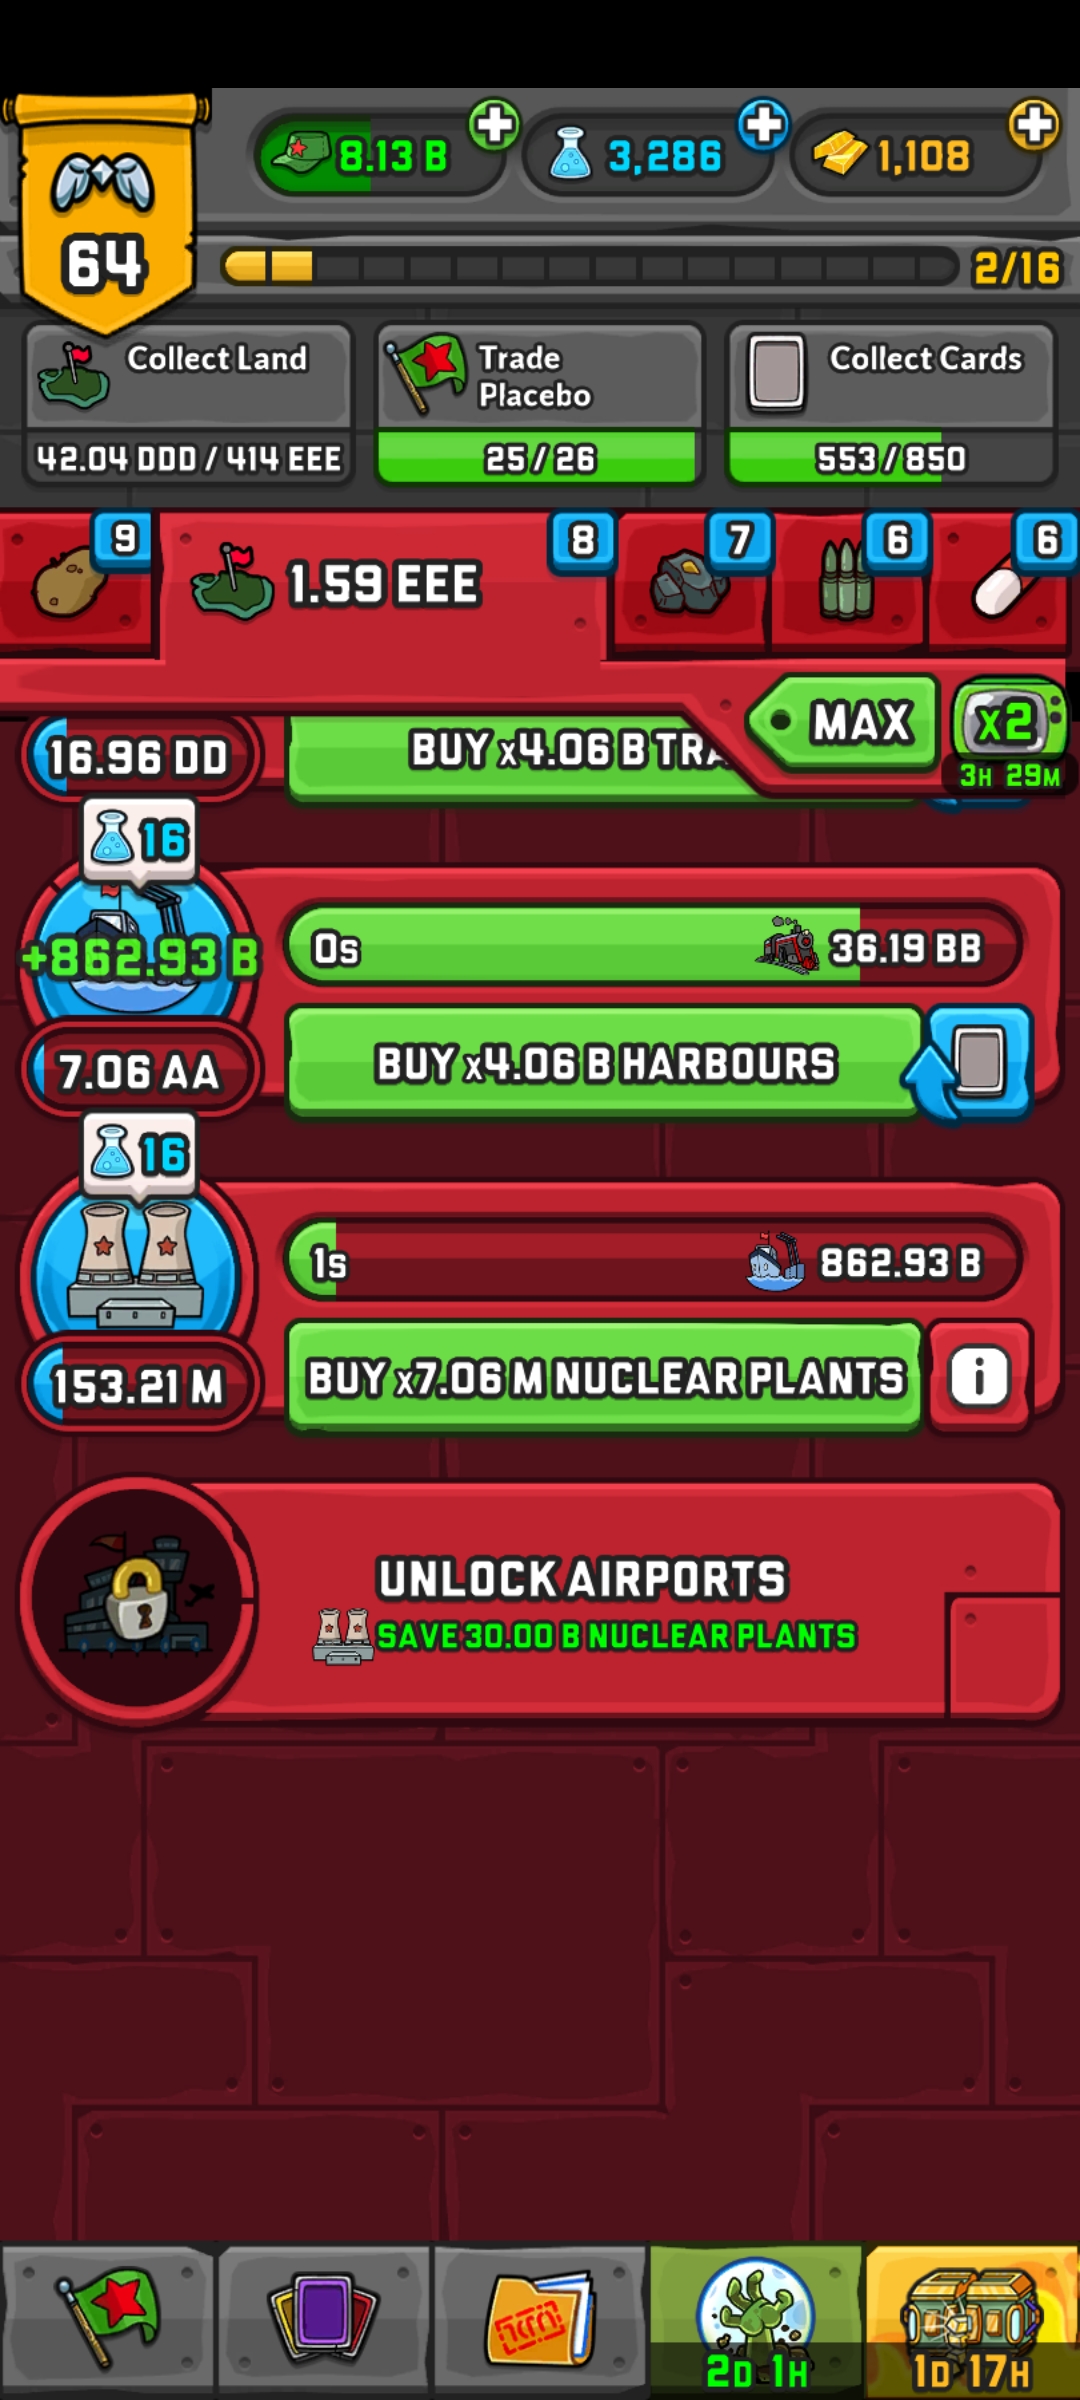 8.13 B
3,286
1,108
64
2/16
Collect Land
42.04 DDD / 414 EEE
Trade
Placebo
25 / 26
Collect Cards
553 / 850
9
1.59 EEE
8
7
6
6
MAX
x2
3H 29M
16.96 DD
BUY x4.06 B TRA
16
+862.93 B
0s
36.19 BB
7.06 AA
BUY x4.06 B HARBOURS
16
1s
862.93 B
153.21 M
BUY x7.06 M NUCLEAR PLANTS
i
UNLOCK AIRPORTS
SAVE 30.00 B NUCLEAR PLANTS
2D 1H
1D 17H